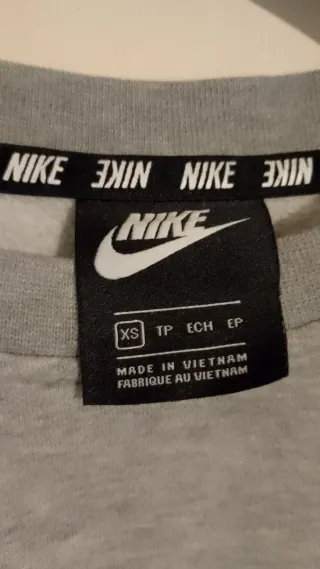 NIKE NIKE NIKE NIKE
NIKE
XS TP ECH EP
MADE IN VIETNAM
FABRIQUE AU VIETNAM